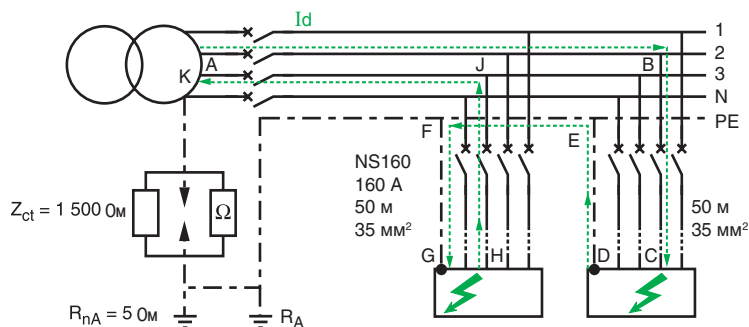 Id
1
2
3
N
PE
A
K
J
B
F
E
NS160
160 А
50 м
35 мм²
50 м
35 мм²
Zct = 1 500 Ом
Ω
G
H
D
C
RnA = 5 Ом
RA